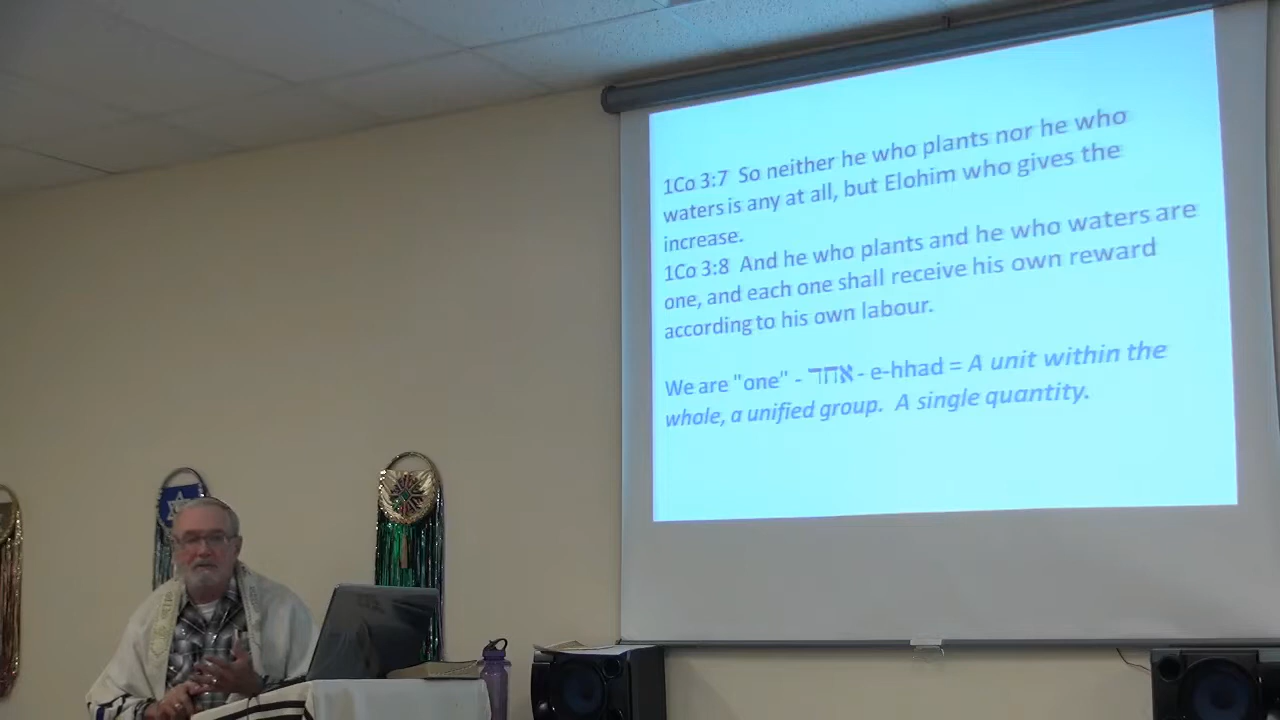 1Co 3:7 So neither he who plants nor he who
waters is any at all, but Elohim who gives the
increase.
1Co 3:8 And he who plants and he who waters are
one, and each one shall receive his own reward
according to his own labour.
We are "one" - אחד - e-hhad = A unit within the
whole, a unified group. A single quantity.